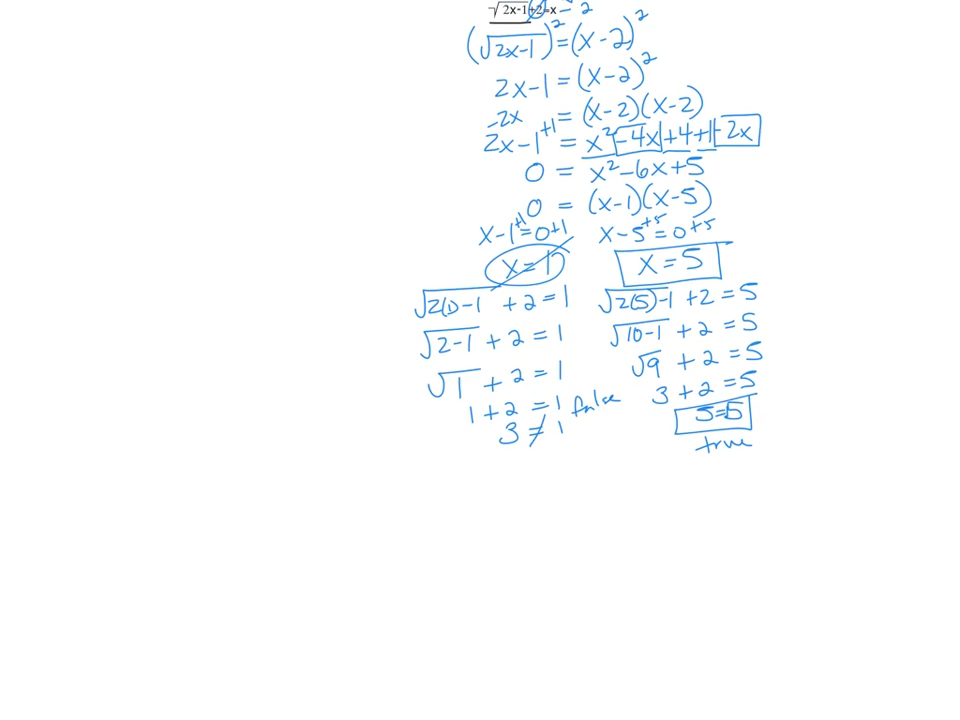 √2x-1+2=x - 2
(√2x-1)² = (x-2)²
2x-1 = (x-2)²
-2x = (x-2)(x-2)
2x-1 +1 = x² -4x +4 +1 -2x
0 = x² -6x +5
0 = (x-1)(x-5)
x-1 +1 = 0+1 x-5 +5 = 0+5
x=1 x=5
√2(1)-1 +2 = 1 √2(5)-1 +2 = 5
√2-1 +2 = 1 √10-1 +2 = 5
√1 +2 = 1 √9 +2 = 5
1+2 = 1 false 3+2 = 5
3 ≠ 1 5=5
true